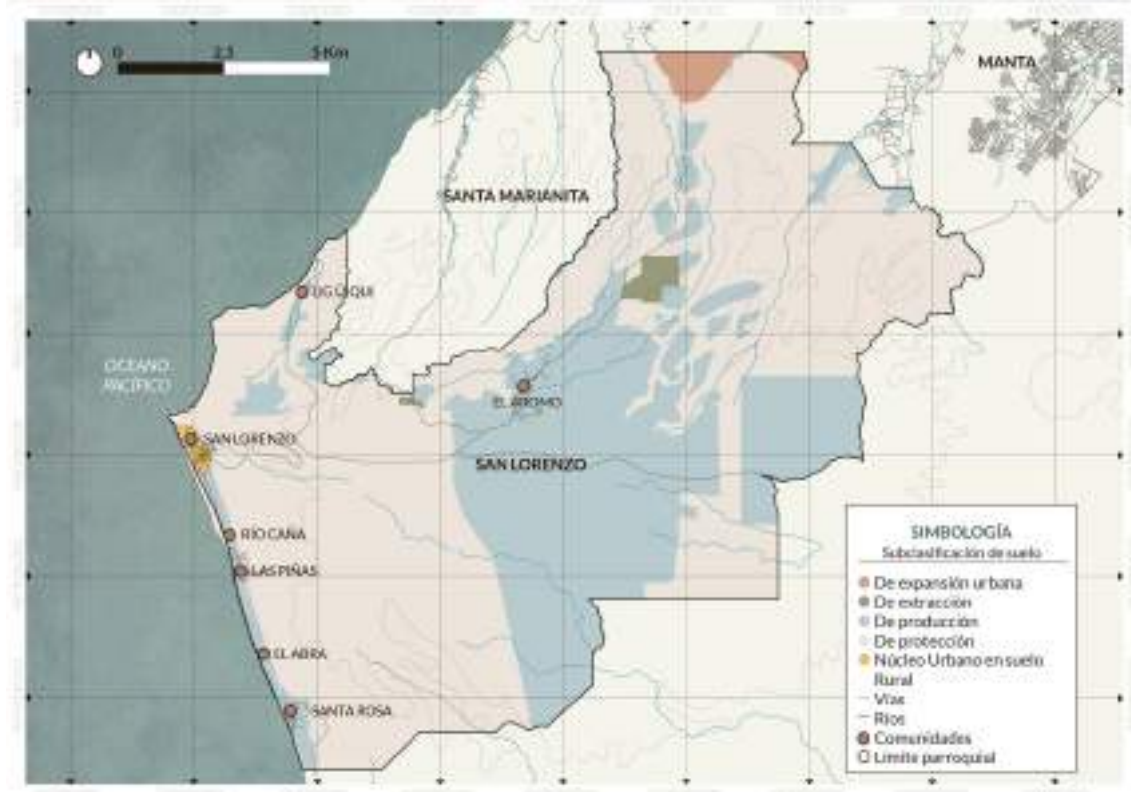 0 2.5 5 Km
MANTA
SANTA MARIANITA
LIGÜIQUI
OCEANO
PACÍFICO
EL AROMO
SAN LORENZO
SAN LORENZO
RÍO CAÑA
LAS PIÑAS
EL ABRA
SANTA ROSA
SIMBOLOGÍA
Subclasificación de suelo
De expansión urbana
De extracción
De producción
De protección
Núcleo Urbano en suelo
Rural
Vías
Ríos
Comunidades
Límite parroquial